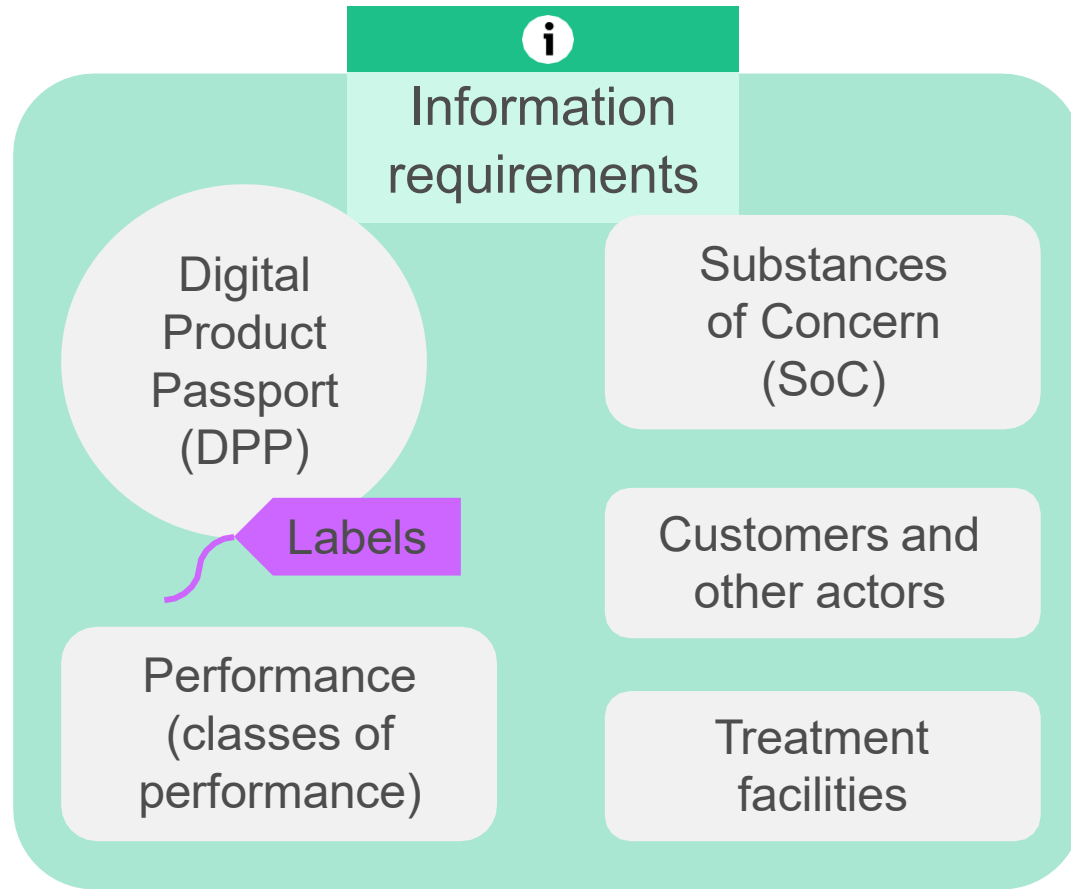 i
Information
requirements
Digital
Product
Passport
(DPP)
Labels
Performance
(classes of
performance)
Substances
of Concern
(SoC)
Customers and
other actors
Treatment
facilities